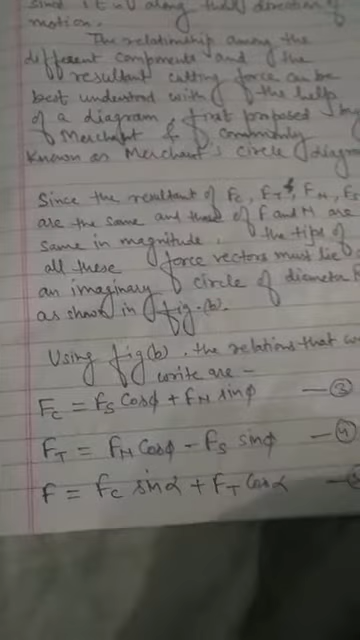 motion.
The relationship among the
different components and the
resultant cutting force can be
best understood with the help
of a diagram first proposed by
Merchant & commonly
known as Merchant's circle diagram
Since the resultant of Fc, FT & FN, Fs
are the same and those of F and N are
same in magnitude, the tips of
all these force vectors must lie
an imaginary circle of diameter
as shown in fig.(b).
Using fig(b), the relations that
write are -
Fc = Fs Cosφ + FN sinφ — ③
FT = FN Cosφ - Fs sinφ — ④
F = Fc sinα + FT Cosα